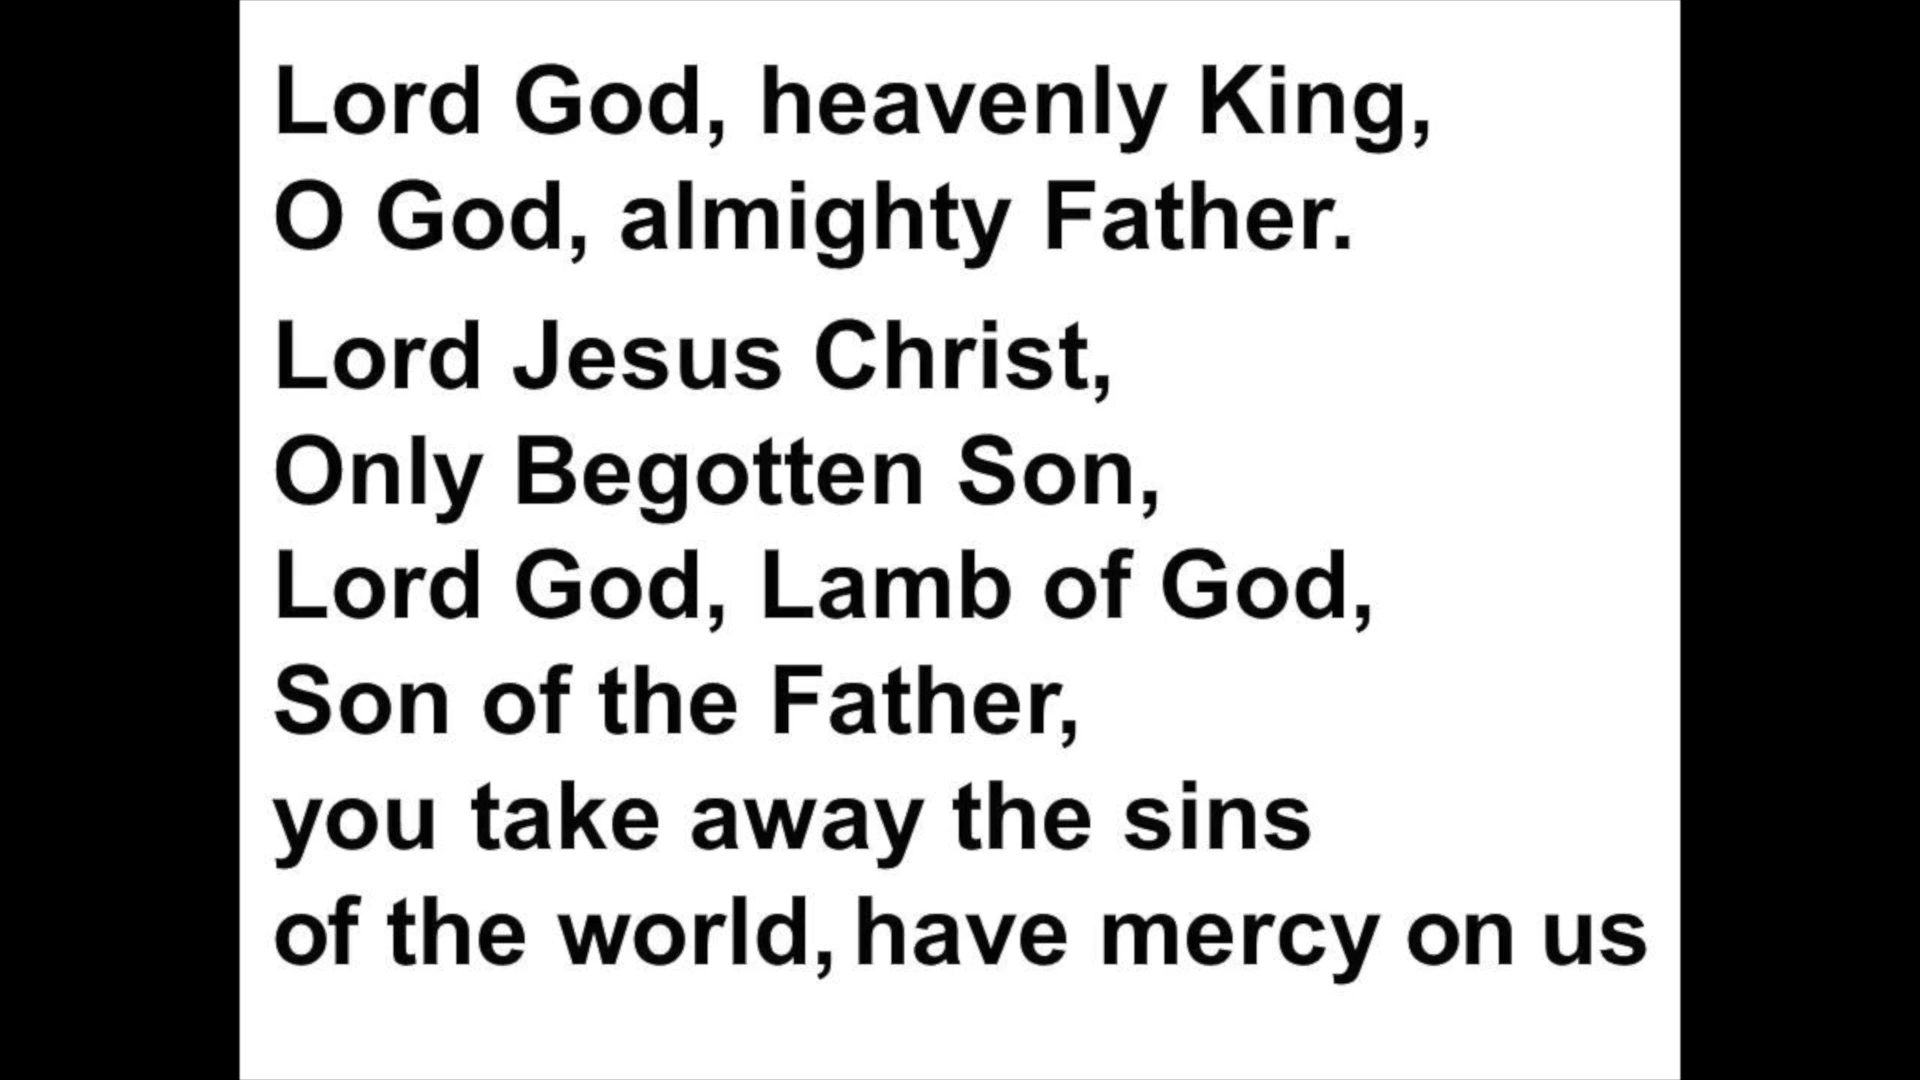 Lord God, heavenly King,
O God, almighty Father.
Lord Jesus Christ,
Only Begotten Son,
Lord God, Lamb of God,
Son of the Father,
you take away the sins
of the world, have mercy on us